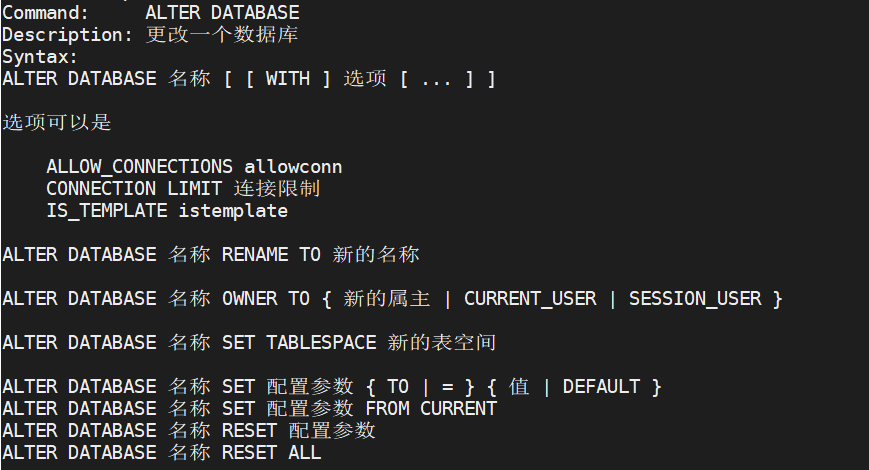 Command:     ALTER DATABASE
Description: 更改一个数据库
Syntax:
ALTER DATABASE 名称 [ [ WITH ] 选项 [ ... ] ]
选项可以是
    ALLOW_CONNECTIONS allowconn
    CONNECTION LIMIT 连接限制
    IS_TEMPLATE istemplate
ALTER DATABASE 名称 RENAME TO 新的名称
ALTER DATABASE 名称 OWNER TO { 新的属主 | CURRENT_USER | SESSION_USER }
ALTER DATABASE 名称 SET TABLESPACE 新的表空间
ALTER DATABASE 名称 SET 配置参数 { TO | = } { 值 | DEFAULT }
ALTER DATABASE 名称 SET 配置参数 FROM CURRENT
ALTER DATABASE 名称 RESET 配置参数
ALTER DATABASE 名称 RESET ALL